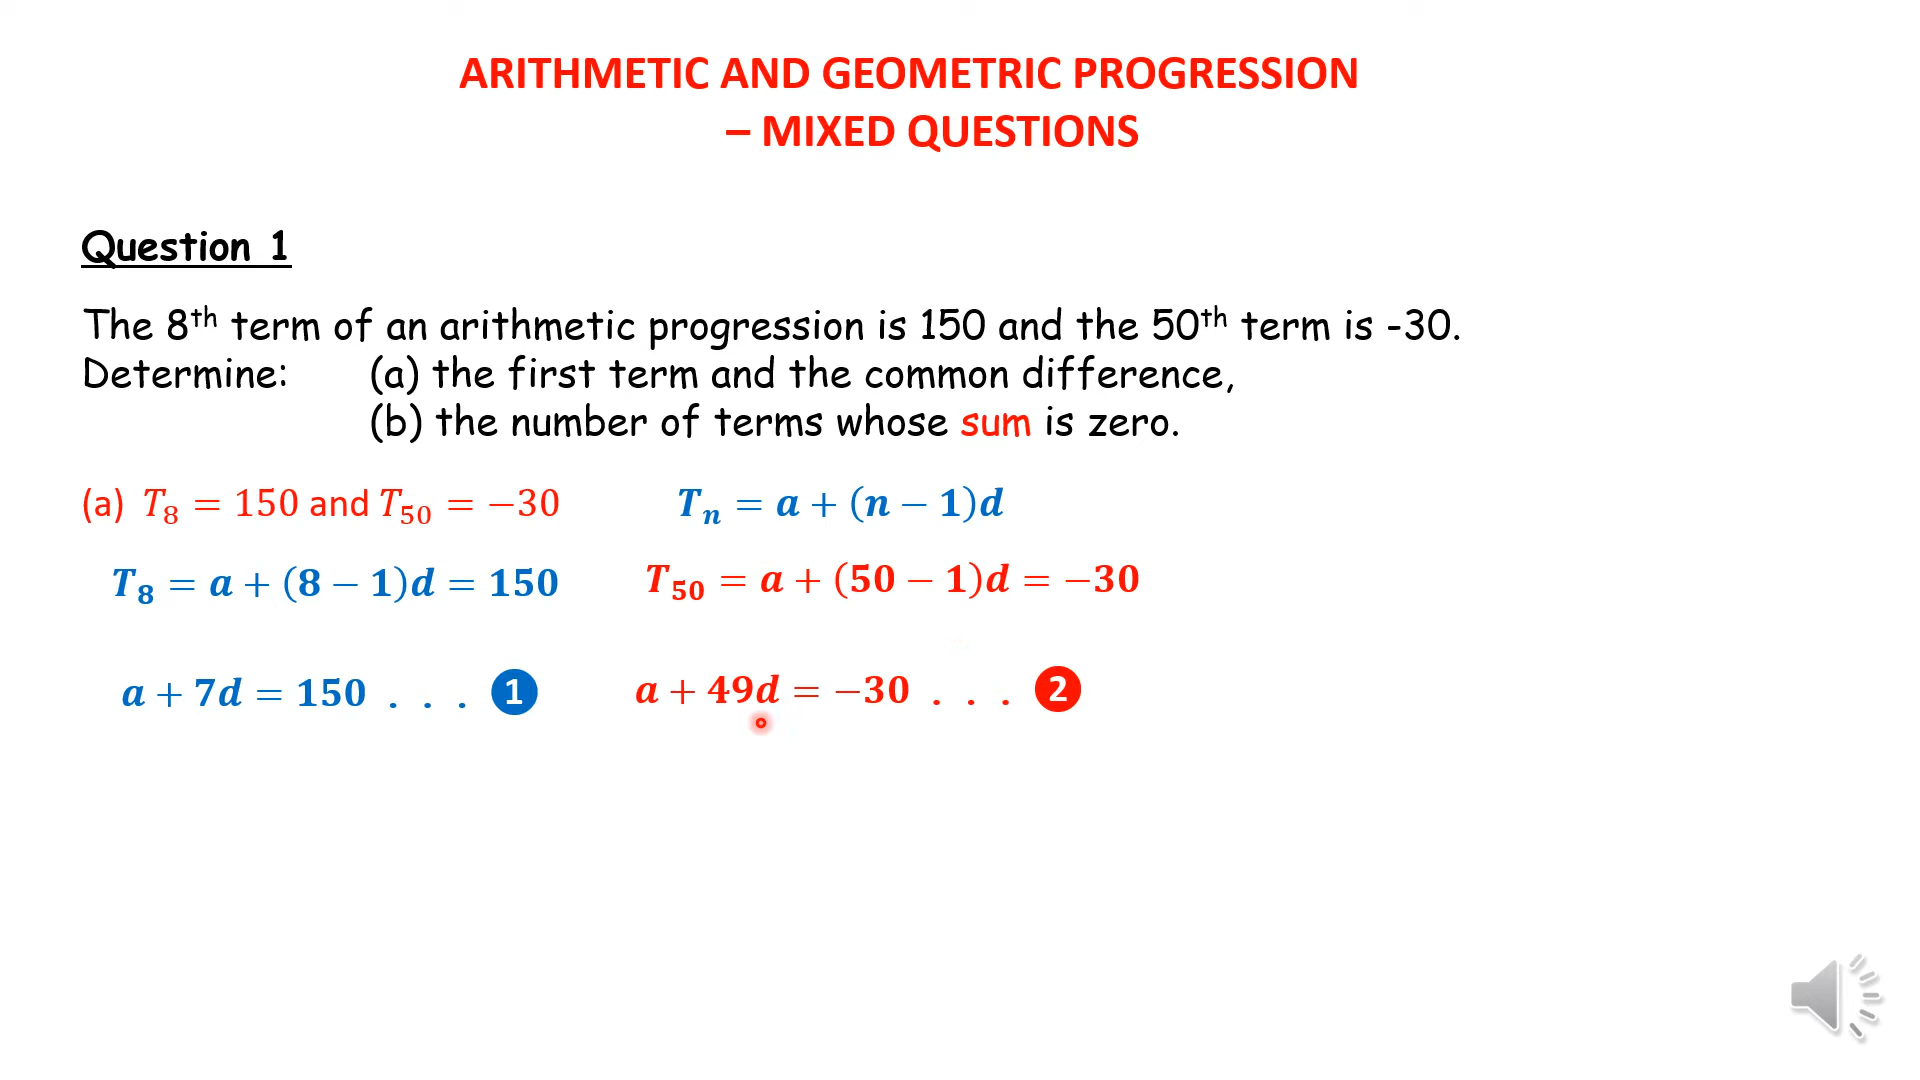 ARITHMETIC AND GEOMETRIC PROGRESSION
– MIXED QUESTIONS
Question 1
The 8th term of an arithmetic progression is 150 and the 50th term is -30.
Determine: (a) the first term and the common difference,
(b) the number of terms whose sum is zero.
(a) T₈ = 150 and T₅₀ = −30 Tₙ = a + (n − 1)d
T₈ = a + (8 − 1)d = 150 T₅₀ = a + (50 − 1)d = −30
a + 7d = 150 . . . ❶ a + 49d = −30 . . . ❷